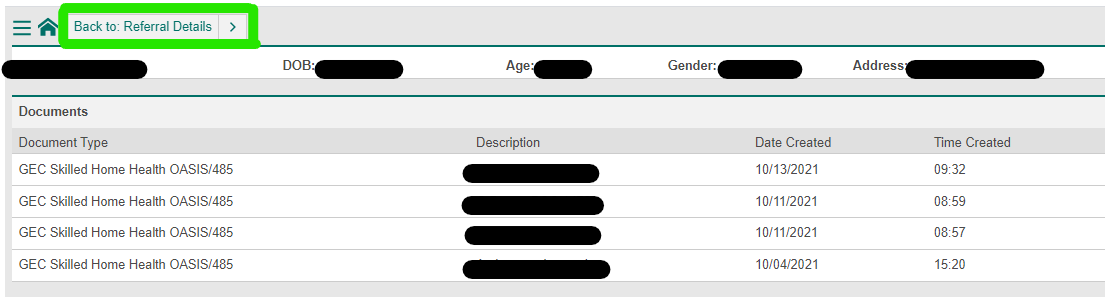 Back to: Referral Details >
DOB: Age: Gender: Address:
Documents
Document Type Description Date Created Time Created
GEC Skilled Home Health OASIS/485 10/13/2021 09:32
GEC Skilled Home Health OASIS/485 10/11/2021 08:59
GEC Skilled Home Health OASIS/485 10/11/2021 08:57
GEC Skilled Home Health OASIS/485 10/04/2021 15:20